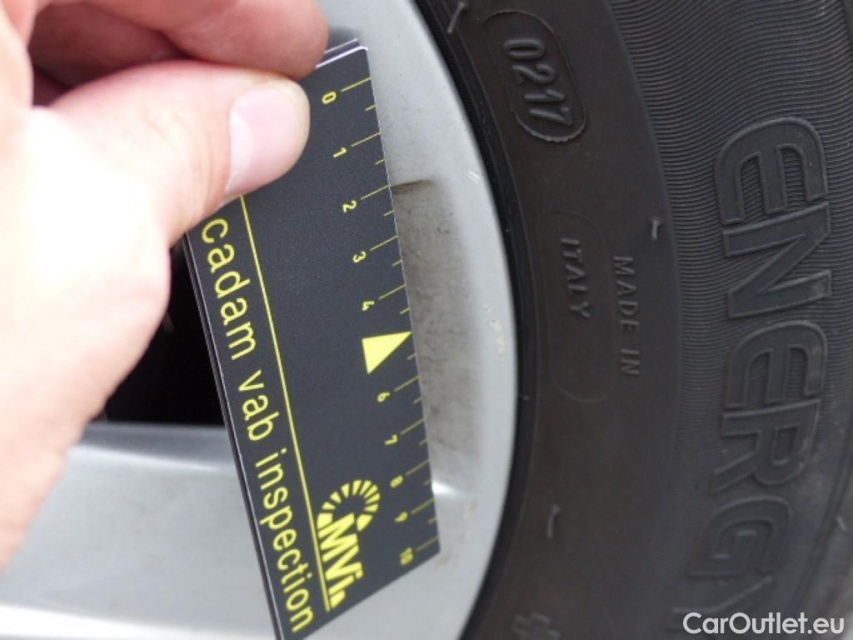 0
1
2
3
4
6
7
8
9
10
cadam vab inspection
MVi
0217
MADE IN
ITALY
ENERGY
CarOutlet.eu